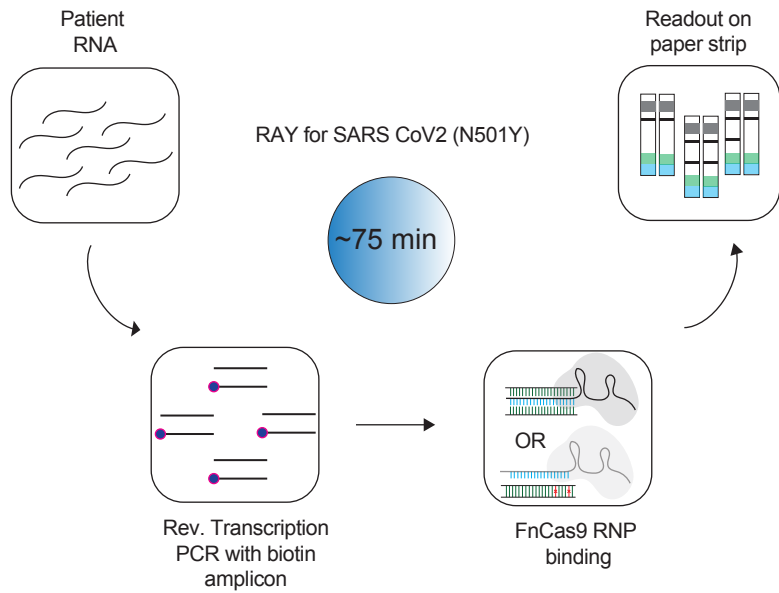 Patient
RNA
Readout on
paper strip
RAY for SARS CoV2 (N501Y)
~75 min
OR
Rev. Transcription
PCR with biotin
amplicon
FnCas9 RNP
binding